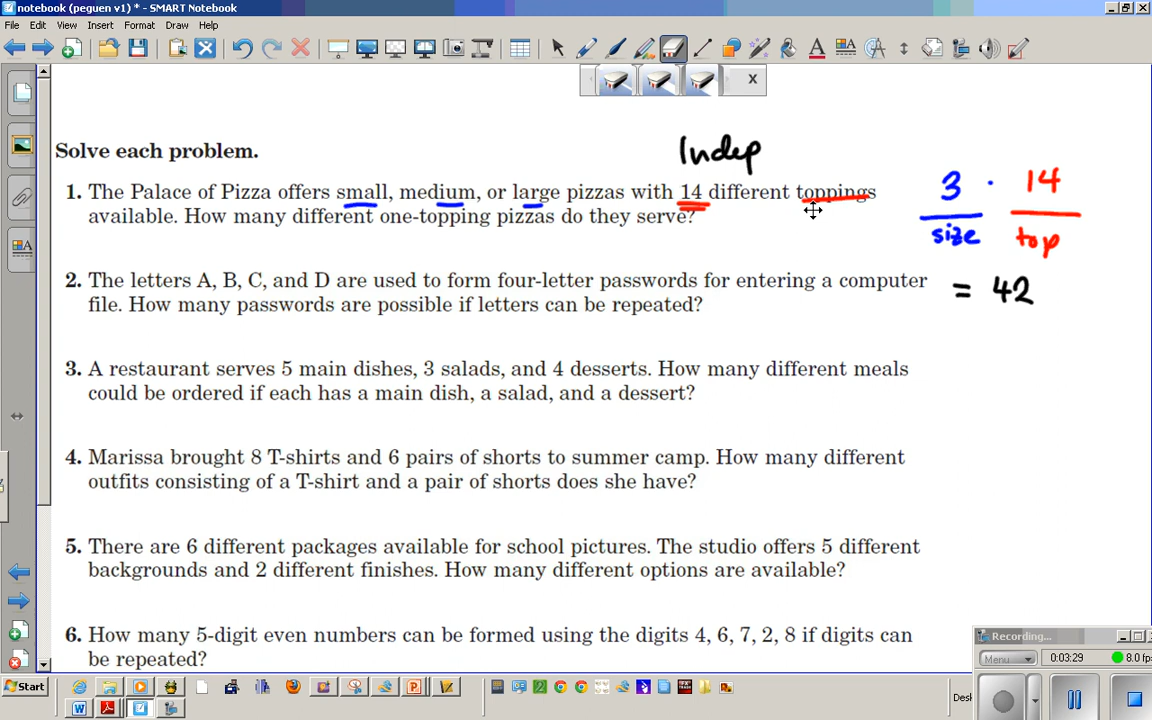 notebook (peguen v1) * - SMART Notebook
File Edit View Insert Format Draw Help
A
x
Indep
Solve each problem.
1. The Palace of Pizza offers small, medium, or large pizzas with 14 different toppings
available. How many different one-topping pizzas do they serve?
3 · 14
size top
= 42
2. The letters A, B, C, and D are used to form four-letter passwords for entering a computer
file. How many passwords are possible if letters can be repeated?
3. A restaurant serves 5 main dishes, 3 salads, and 4 desserts. How many different meals
could be ordered if each has a main dish, a salad, and a dessert?
4. Marissa brought 8 T-shirts and 6 pairs of shorts to summer camp. How many different
outfits consisting of a T-shirt and a pair of shorts does she have?
5. There are 6 different packages available for school pictures. The studio offers 5 different
backgrounds and 2 different finishes. How many different options are available?
6. How many 5-digit even numbers can be formed using the digits 4, 6, 7, 2, 8 if digits can
be repeated?
Recording...
Menu 0:03:29 8.0 fp
Start
Desk